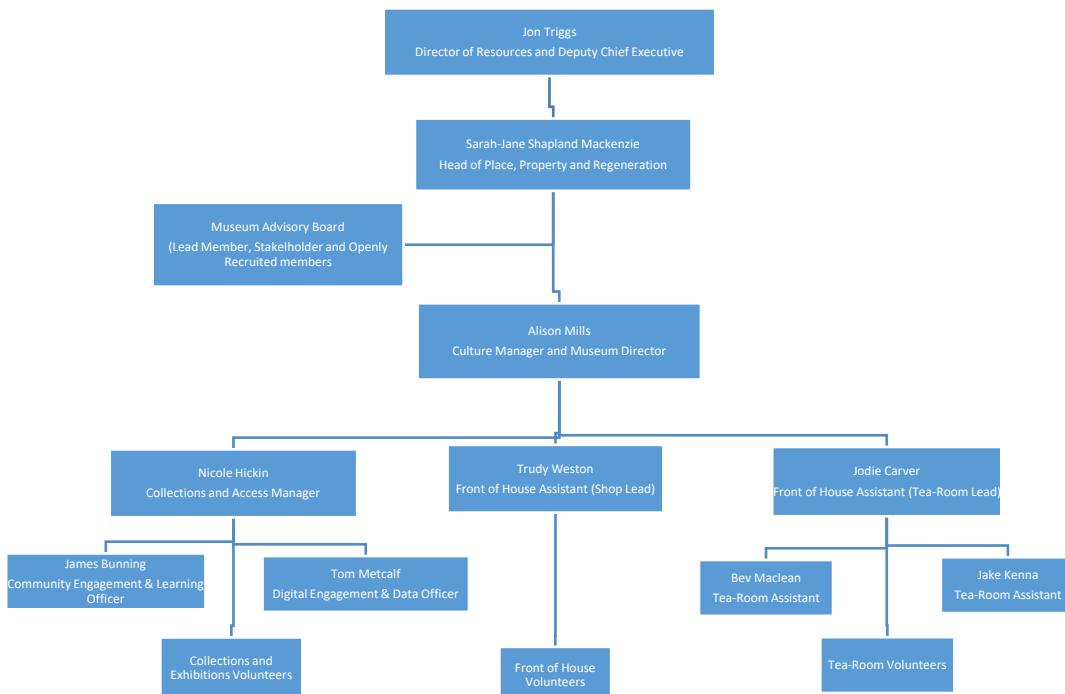 Jon Triggs
Director of Resources and Deputy Chief Executive
Sarah-Jane Shapland Mackenzie
Head of Place, Property and Regeneration
Museum Advisory Board
(Lead Member, Stakelholder and Openly
Recruited members
Alison Mills
Culture Manager and Museum Director
Nicole Hickin
Collections and Access Manager
Trudy Weston
Front of House Assistant (Shop Lead)
Jodie Carver
Front of House Assistant (Tea-Room Lead)
James Bunning
Community Engagement & Learning
Officer
Tom Metcalf
Digital Engagement & Data Officer
Bev Maclean
Tea-Room Assistant
Jake Kenna
Tea-Room Assistant
Collections and
Exhibitions Volunteers
Front of House
Volunteers
Tea-Room Volunteers